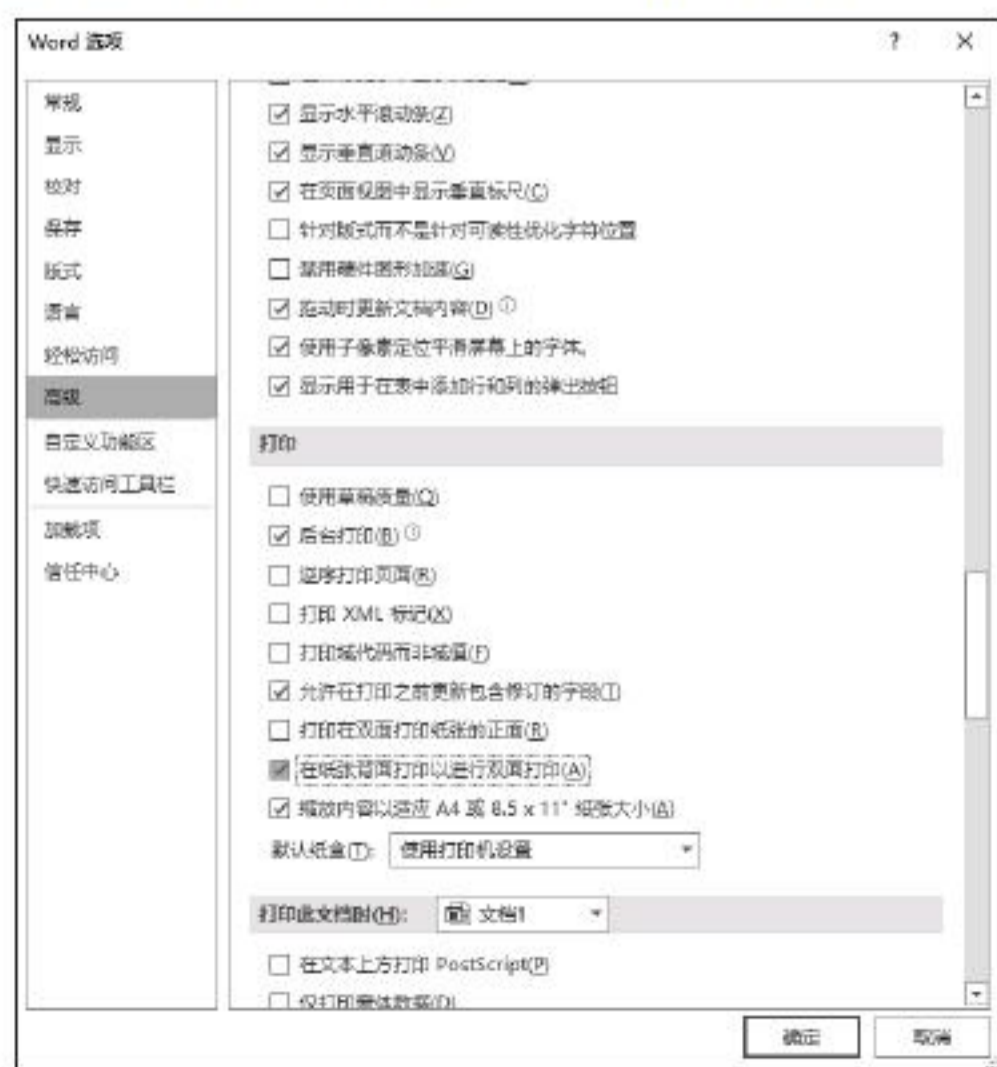 Word 选项
常规
显示
校对
保存
版式
语言
轻松访问
高级
自定义功能区
快速访问工具栏
加载项
信任中心
显示水平滚动条(Z)
显示垂直滚动条(V)
在页面视图中显示垂直标尺(C)
针对版式而不是针对可读性优化字符位置
禁用硬件图形加速(G)
拖动时更新文档内容(D)
使用子像素定位平滑屏幕上的字体。
显示用于在表中添加行和列的弹出按钮
打印
使用草稿质量(Q)
后台打印(B)
逆序打印页面(R)
打印 XML 标记(X)
打印域代码而非域值(F)
允许在打印之前更新包含修订的字段(T)
打印在双面打印纸张的正面(R)
在纸张背面打印以进行双面打印(A)
缩放内容以适应 A4 或 8.5 x 11" 纸张大小(A)
默认纸盒(T): 使用打印机设置
打印此文档时(H): 文档1
在文本上方打印 PostScript(P)
仅打印窗体数据(D)
确定 取消